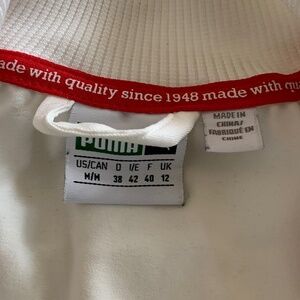 ade with quality since 1948 made with qu
PUMA
US/CAN D I/E F UK
M/M 38 42 40 12
MADE IN
CHINA/
FABRIQUÉ EN
CHINE